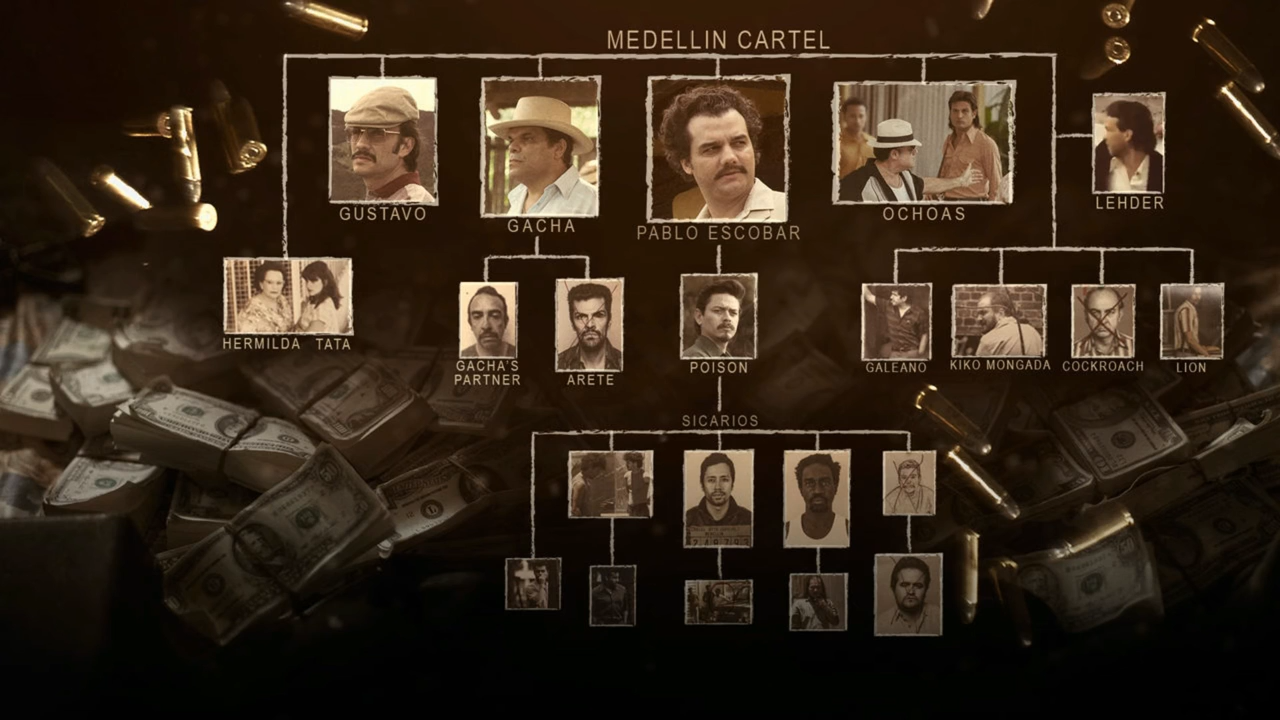 MEDELLIN CARTEL
GUSTAVO
GACHA
PABLO ESCOBAR
OCHOAS
LEHDER
HERMILDA TATA
GACHA'S
PARTNER
ARETE
POISON
GALEANO
KIKO MONGADA
COCKROACH
LION
SICARIOS